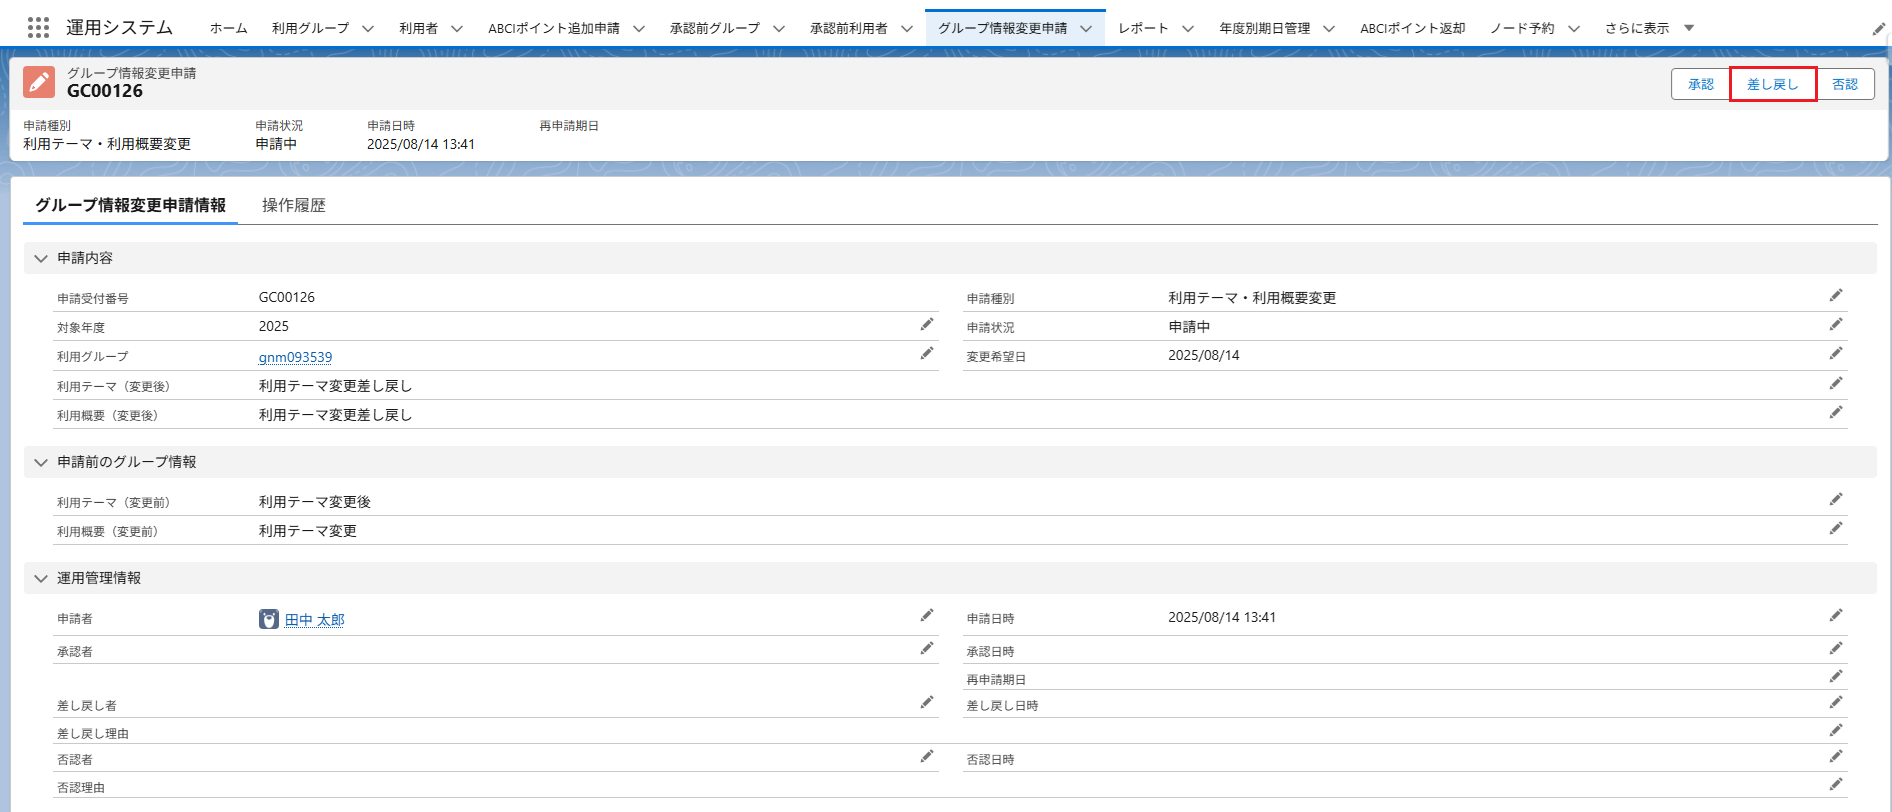 運用システム ホーム 利用グループ 利用者 ABCIポイント追加申請 承認前グループ 承認前利用者 グループ情報変更申請 レポート 年度別期日管理 ABCIポイント返却 ノード予約 さらに表示
グループ情報変更申請
GC00126
承認 差し戻し 否認
申請種別 申請状況 申請日時 再申請期日
利用テーマ・利用概要変更 申請中 2025/08/14 13:41
グループ情報変更申請情報 操作履歴
申請内容
申請受付番号 GC00126 申請種別 利用テーマ・利用概要変更
対象年度 2025 申請状況 申請中
利用グループ gnm093539 変更希望日 2025/08/14
利用テーマ（変更後） 利用テーマ変更差し戻し
利用概要（変更後） 利用テーマ変更差し戻し
申請前のグループ情報
利用テーマ（変更前） 利用テーマ変更後
利用概要（変更前） 利用テーマ変更
運用管理情報
申請者 田中 太郎 申請日時 2025/08/14 13:41
承認者 承認日時
再申請期日
差し戻し者 差し戻し日時
差し戻し理由
否認者 否認日時
否認理由